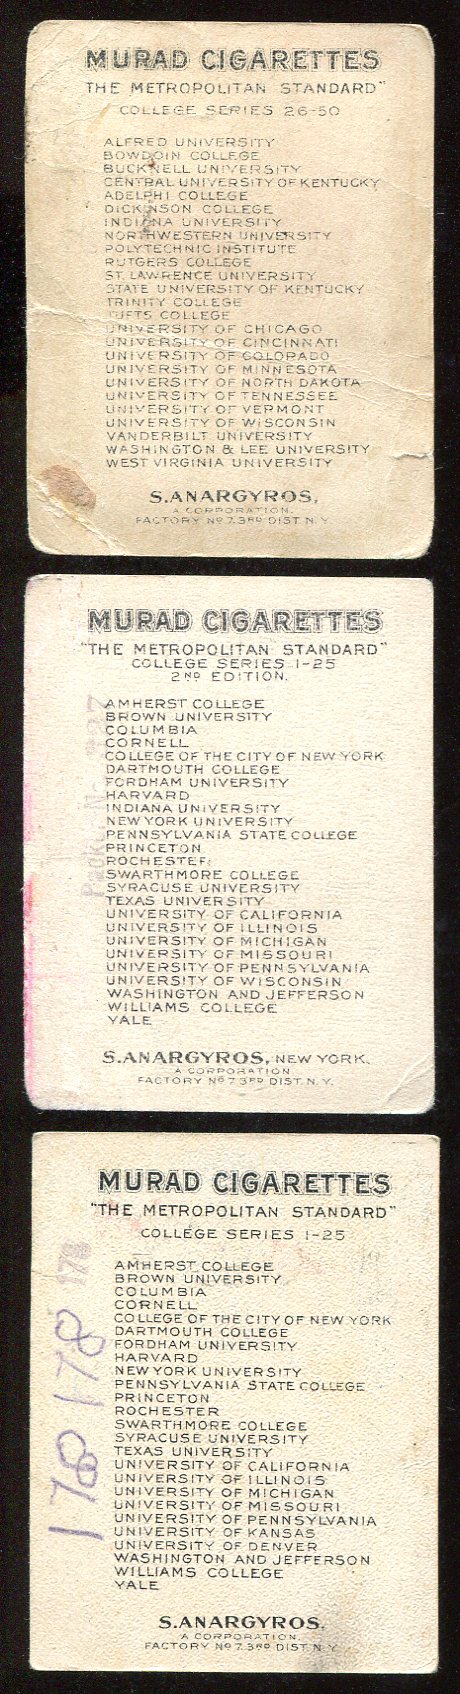 MURAD CIGARETTES
THE METROPOLITAN STANDARD"
COLLEGE SERIES 26-50
ALFRED UNIVERSITY
BOWDOIN COLLEGE
BUCKNELL UNIVERSITY
CENTRAL UNIVERSITY OF KENTUCKY
ADELPHI COLLEGE
DICKINSON COLLEGE
INDIANA UNIVERSITY
NORTHWESTERN UNIVERSITY
POLYTECHNIC INSTITUTE
RUTGERS COLLEGE
ST. LAWRENCE UNIVERSITY
STATE UNIVERSITY OF KENTUCKY
TRINITY COLLEGE
TUFTS COLLEGE
UNIVERSITY OF CHICAGO
UNIVERSITY OF CINCINNATI
UNIVERSITY OF COLORADO
UNIVERSITY OF MINNESOTA
UNIVERSITY OF NORTH DAKOTA
UNIVERSITY OF TENNESSEE
UNIVERSITY OF VERMONT
UNIVERSITY OF WISCONSIN
VANDERBILT UNIVERSITY
WASHINGTON & LEE UNIVERSITY
WEST VIRGINIA UNIVERSITY
S. ANARGYROS,
A CORPORATION.
FACTORY No 7. 3RD DIST. N.Y.
MURAD CIGARETTES
"THE METROPOLITAN STANDARD"
COLLEGE SERIES 1-25
2ND EDITION.
AMHERST COLLEGE
BROWN UNIVERSITY
COLUMBIA
CORNELL
COLLEGE OF THE CITY OF NEW YORK
DARTMOUTH COLLEGE
FORDHAM UNIVERSITY
HARVARD
INDIANA UNIVERSITY
NEW YORK UNIVERSITY
PENNSYLVANIA STATE COLLEGE
PRINCETON
ROCHESTER
SWARTHMORE COLLEGE
SYRACUSE UNIVERSITY
TEXAS UNIVERSITY
UNIVERSITY OF CALIFORNIA
UNIVERSITY OF ILLINOIS
UNIVERSITY OF MICHIGAN
UNIVERSITY OF MISSOURI
UNIVERSITY OF PENNSYLVANIA
UNIVERSITY OF WISCONSIN
WASHINGTON AND JEFFERSON
WILLIAMS COLLEGE
YALE
S. ANARGYROS, NEW YORK.
A CORPORATION
FACTORY No 7 3RD DIST. N.Y.
MURAD CIGARETTES
"THE METROPOLITAN STANDARD"
COLLEGE SERIES 1-25
AMHERST COLLEGE
BROWN UNIVERSITY
COLUMBIA
CORNELL
COLLEGE OF THE CITY OF NEW YORK
DARTMOUTH COLLEGE
FORDHAM UNIVERSITY
HARVARD
NEW YORK UNIVERSITY
PENNSYLVANIA STATE COLLEGE
PRINCETON
ROCHESTER
SWARTHMORE COLLEGE
SYRACUSE UNIVERSITY
TEXAS UNIVERSITY
UNIVERSITY OF CALIFORNIA
UNIVERSITY OF ILLINOIS
UNIVERSITY OF MICHIGAN
UNIVERSITY OF MISSOURI
UNIVERSITY OF PENNSYLVANIA
UNIVERSITY OF KANSAS
UNIVERSITY OF DENVER
WASHINGTON AND JEFFERSON
WILLIAMS COLLEGE
YALE
S. ANARGYROS,
A CORPORATION
FACTORY No 7. 3RD DIST. N.Y.
178 178
178